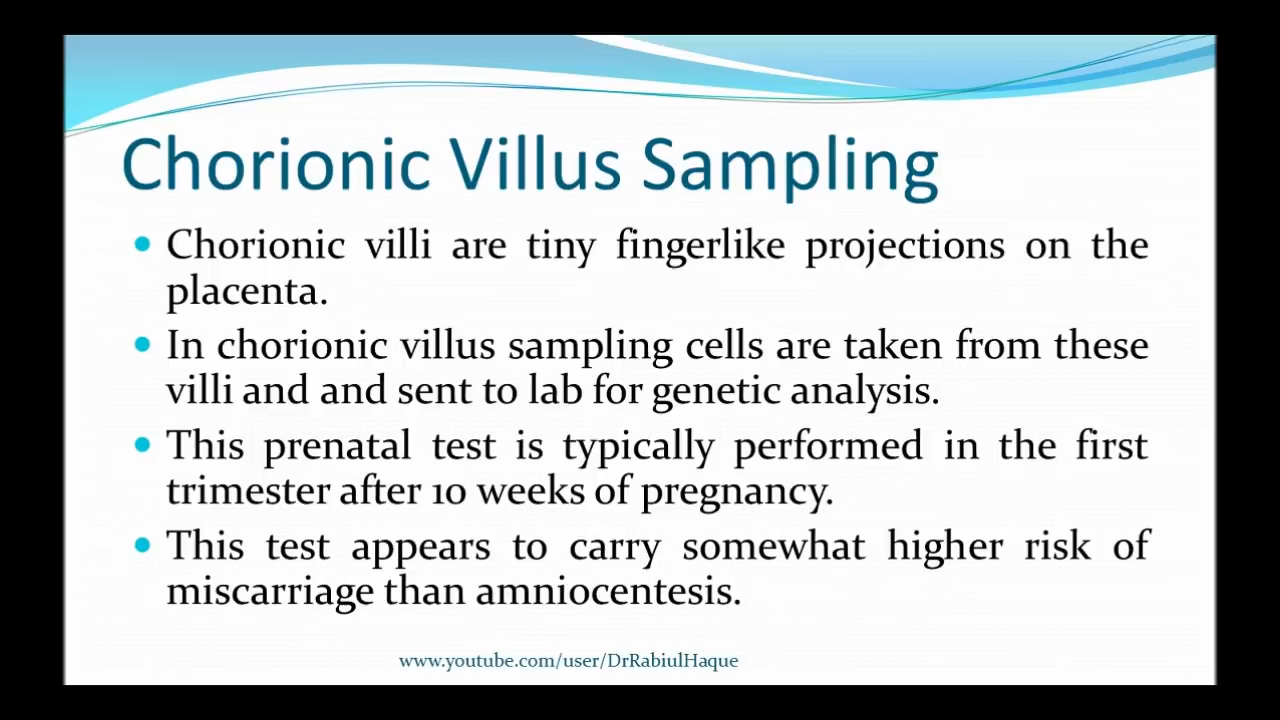 Chorionic Villus Sampling
• Chorionic villi are tiny fingerlike projections on the
placenta.
• In chorionic villus sampling cells are taken from these
villi and and sent to lab for genetic analysis.
• This prenatal test is typically performed in the first
trimester after 10 weeks of pregnancy.
• This test appears to carry somewhat higher risk of
miscarriage than amniocentesis.
www.youtube.com/user/DrRabiulHaque